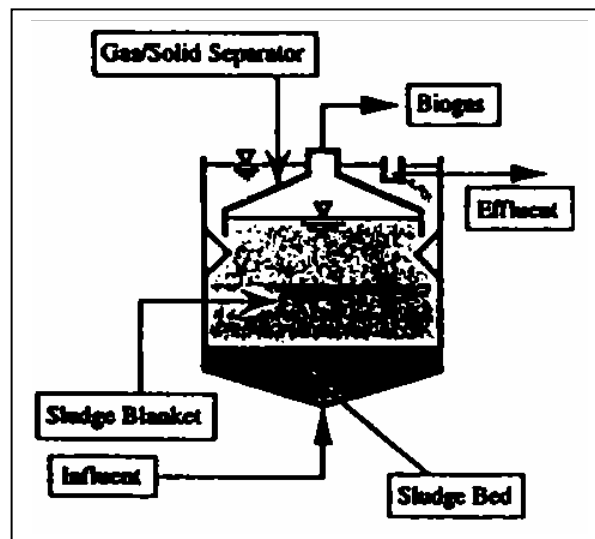 Gas/Solid Separator
Biogas
Effluent
Sludge Blanket
Influent
Sludge Bed